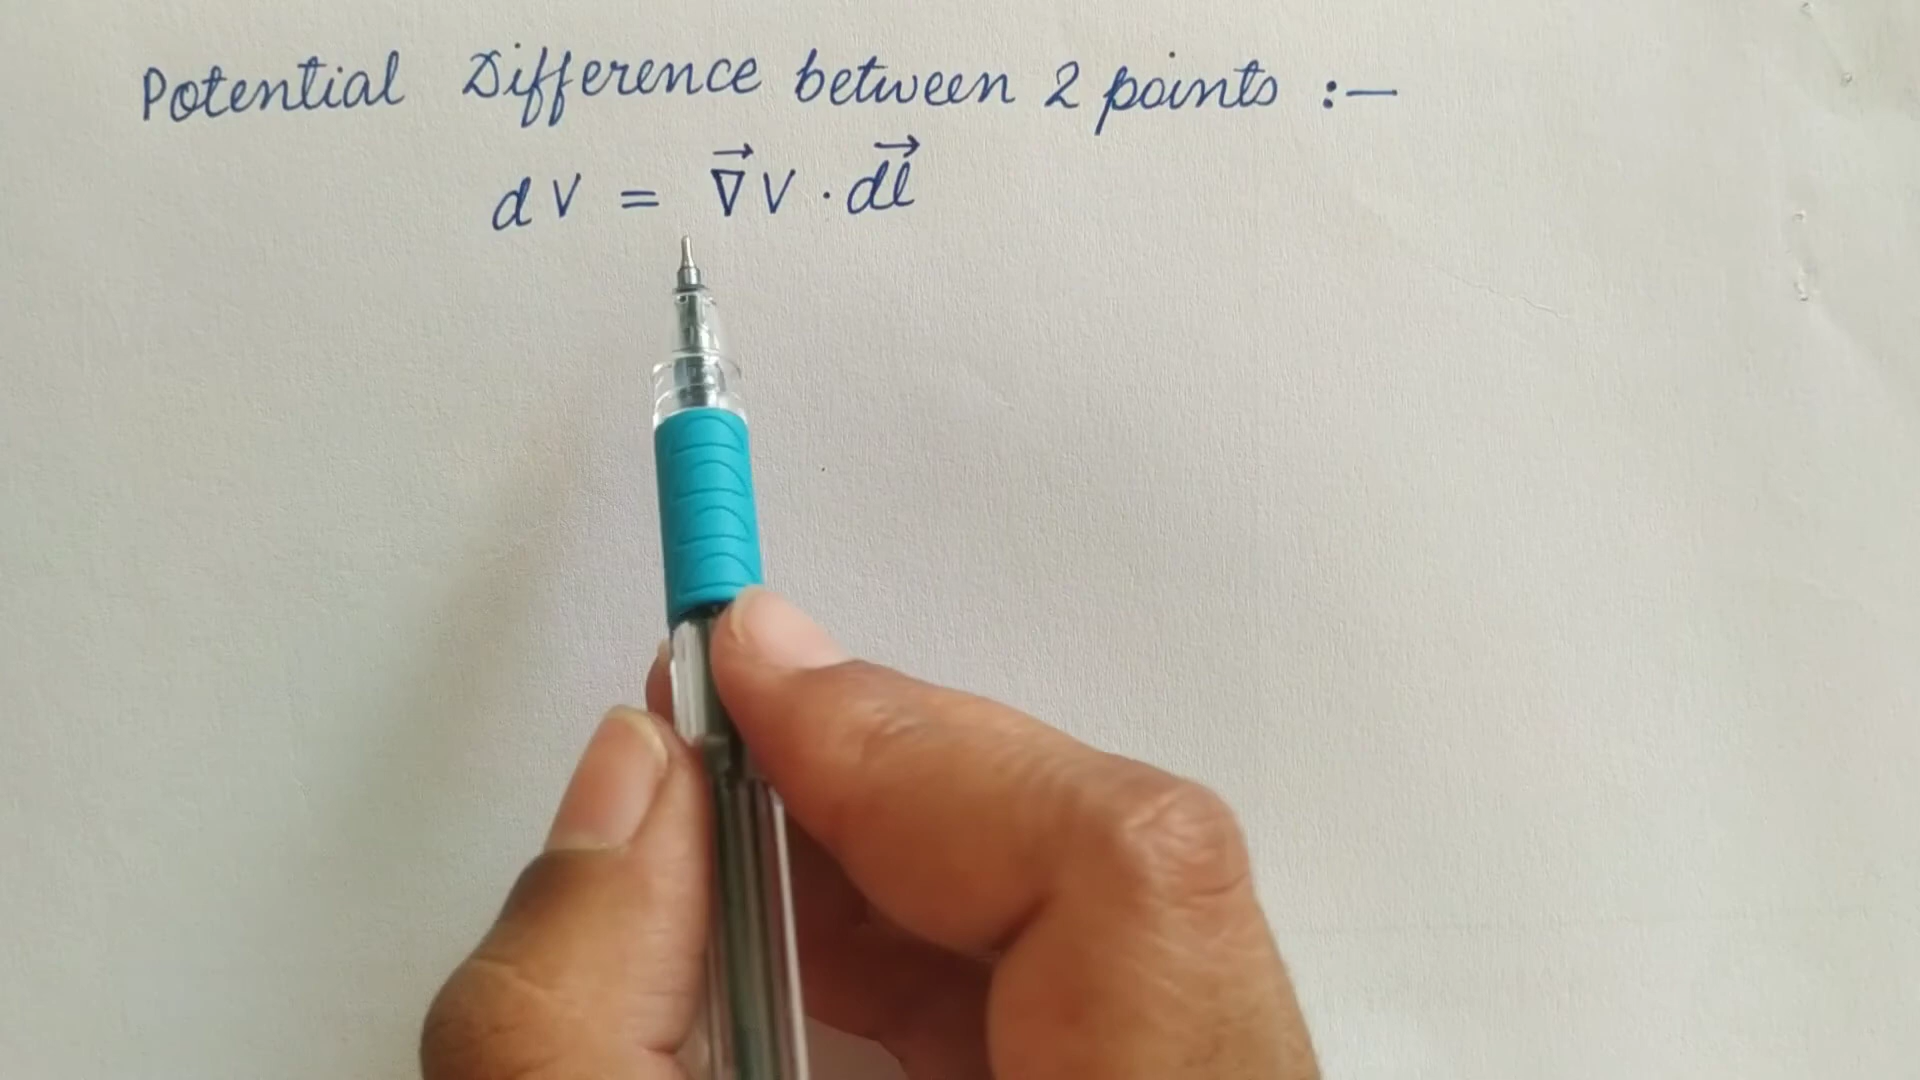 Potential Difference between 2 points :—
dV = ∇⃗V · dl⃗